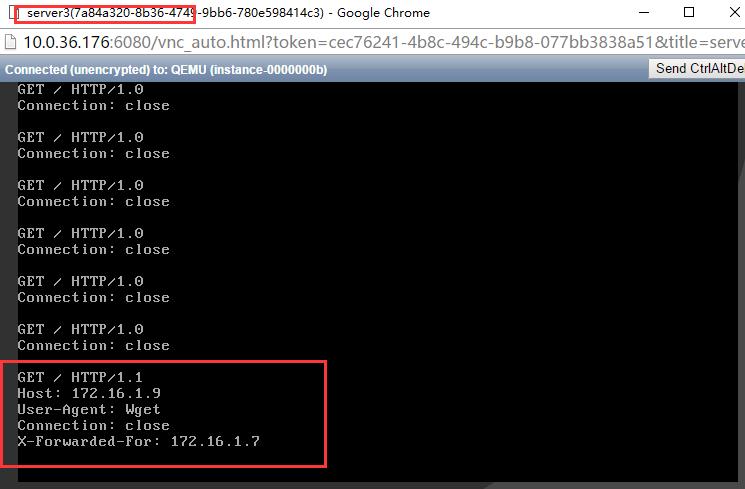 server3(7a84a320-8b36-4749-9bb6-780e598414c3) - Google Chrome
10.0.36.176:6080/vnc_auto.html?token=cec76241-4b8c-494c-b9b8-077bb3838a51&title=serve
Connected (unencrypted) to: QEMU (instance-0000000b)
Send CtrlAltDel
GET / HTTP/1.0
Connection: close
GET / HTTP/1.0
Connection: close
GET / HTTP/1.0
Connection: close
GET / HTTP/1.0
Connection: close
GET / HTTP/1.0
Connection: close
GET / HTTP/1.0
Connection: close
GET / HTTP/1.1
Host: 172.16.1.9
User-Agent: Wget
Connection: close
X-Forwarded-For: 172.16.1.7